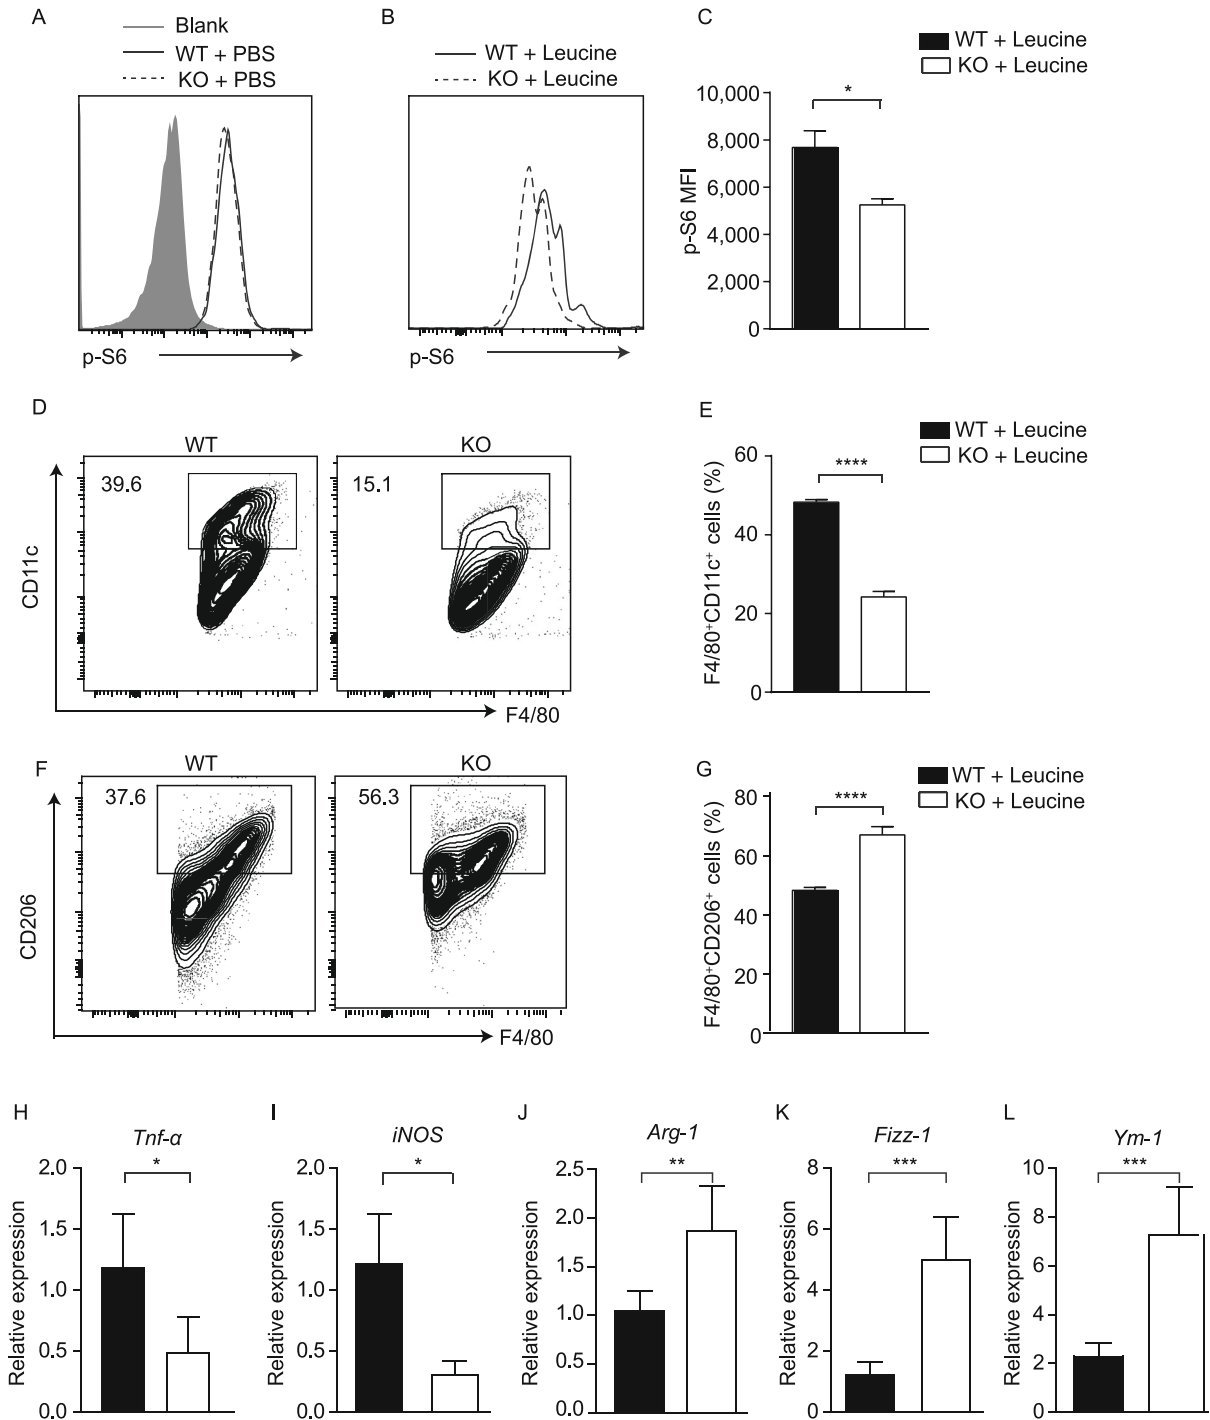 A
Blank
WT + PBS
KO + PBS
p-S6
B
WT + Leucine
KO + Leucine
p-S6
C
WT + Leucine
KO + Leucine
p-S6 MFI
10,000
8,000
6,000
4,000
2,000
0
*
D
WT
KO
39.6
15.1
CD11c
F4/80
E
WT + Leucine
KO + Leucine
F4/80⁺CD11c⁺ cells (%)
60
40
20
0
****
F
WT
KO
37.6
56.3
CD206
F4/80
G
WT + Leucine
KO + Leucine
F4/80⁺CD206⁺ cells (%)
80
60
40
20
0
****
H
Tnf-α
*
Relative expression
2.0
1.5
1.0
0.5
0.0
I
iNOS
*
Relative expression
2.0
1.5
1.0
0.5
0.0
J
Arg-1
**
Relative expression
2.5
2.0
1.5
1.0
0.5
0.0
K
Fizz-1
***
Relative expression
8
6
4
2
0
L
Ym-1
***
Relative expression
10
8
6
4
2
0